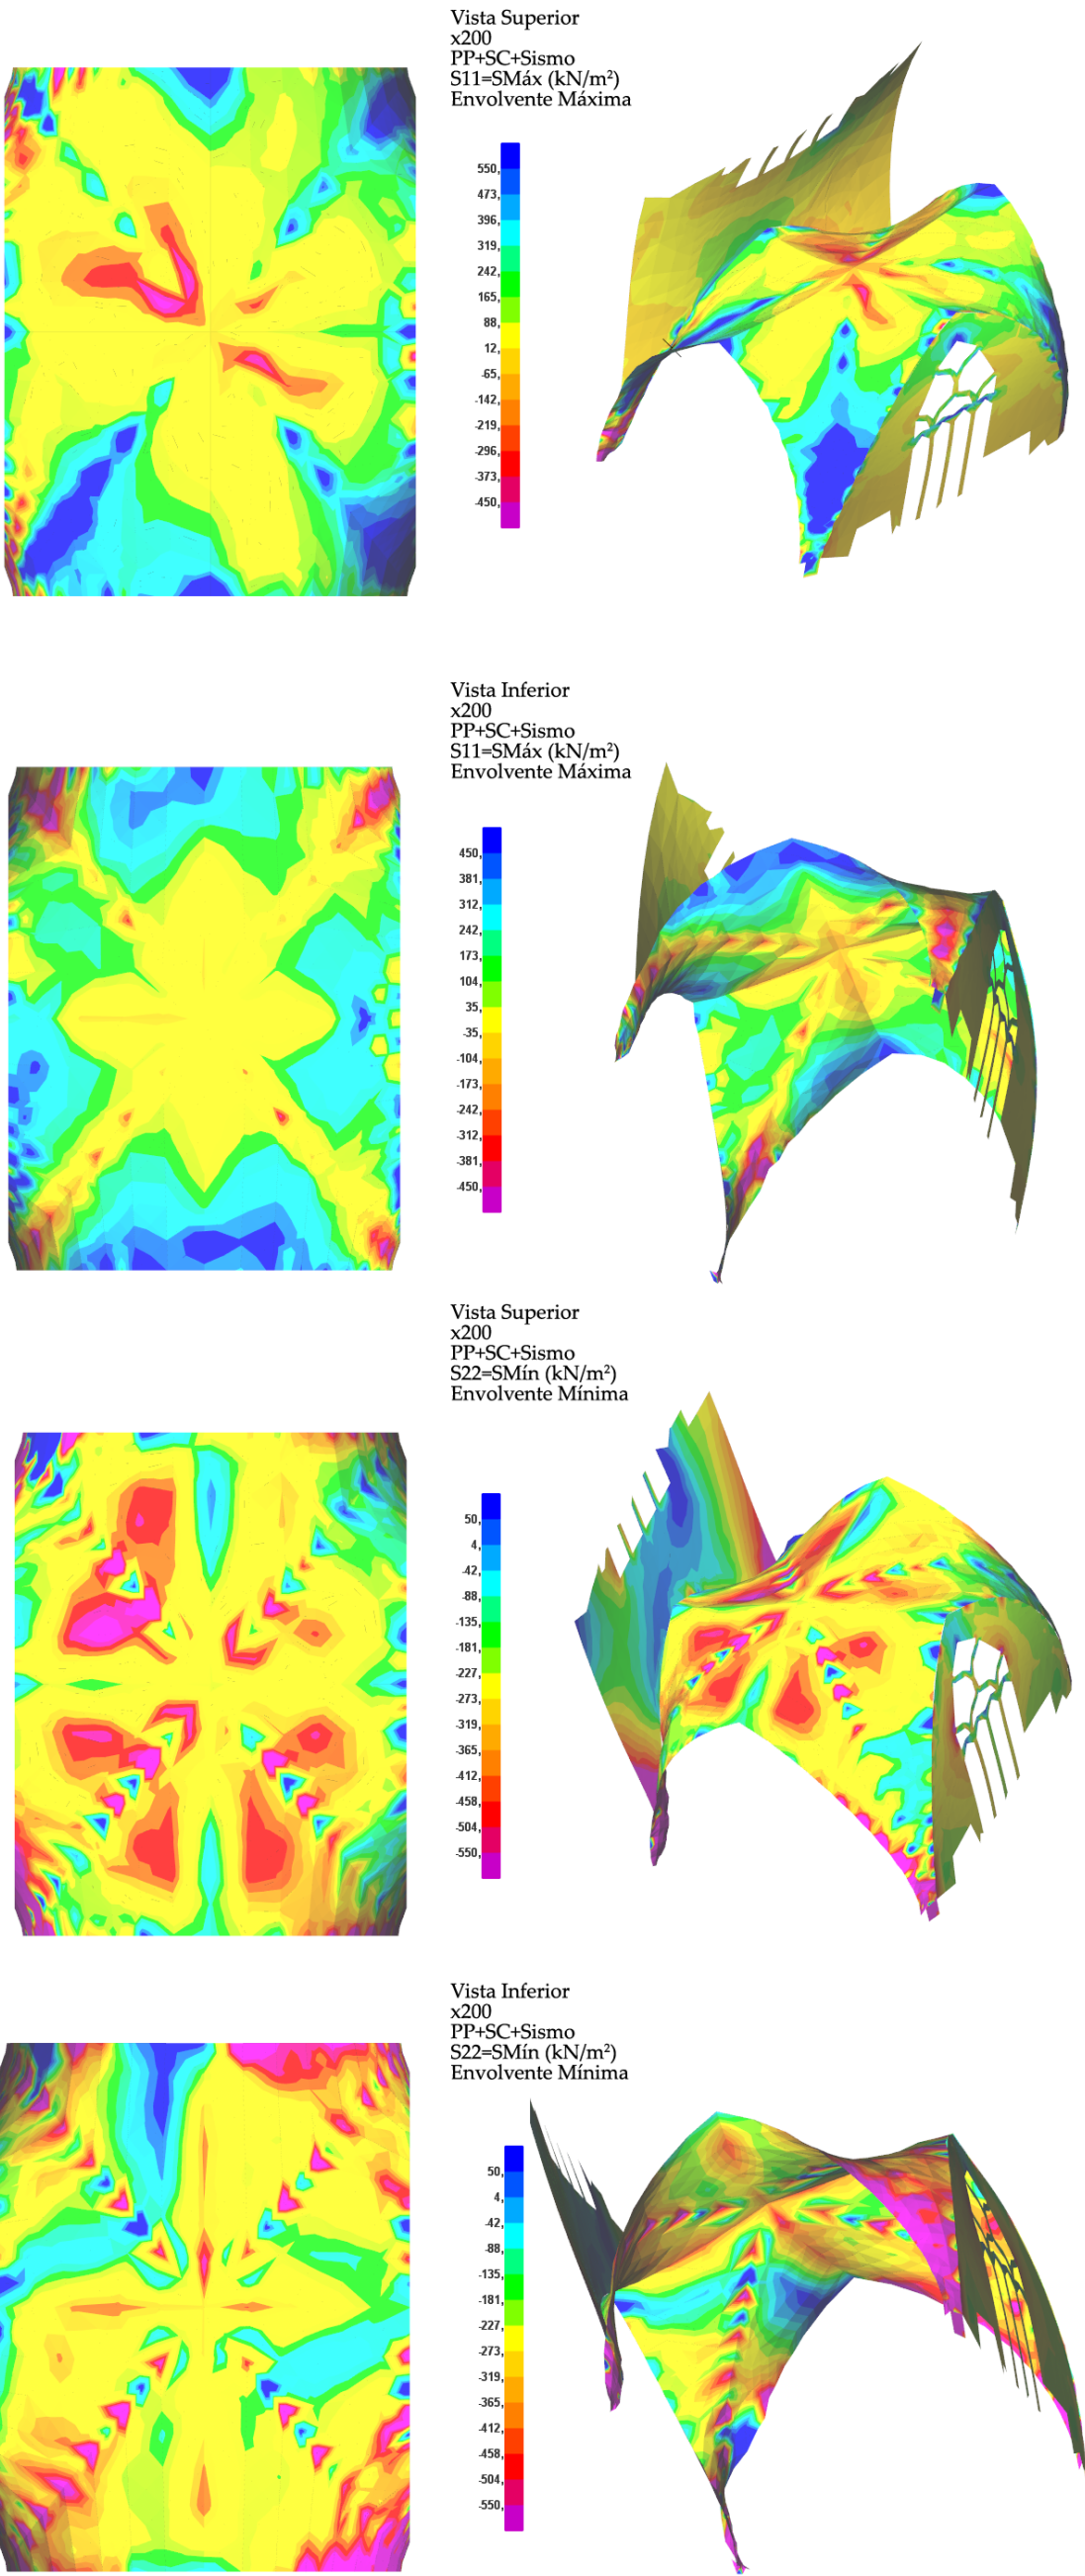 Vista Superior
x200
PP+SC+Sismo
S11=SMáx (kN/m²)
Envolvente Máxima
550,
473,
396,
319,
242,
165,
88,
12,
-65,
-142,
-219,
-296,
-373,
-450,
Vista Inferior
x200
PP+SC+Sismo
S11=SMáx (kN/m²)
Envolvente Máxima
450,
381,
312,
242,
173,
104,
35,
-35,
-104,
-173,
-242,
-312,
-381,
-450,
Vista Superior
x200
PP+SC+Sismo
S22=SMín (kN/m²)
Envolvente Mínima
50,
4,
-42,
-88,
-135,
-181,
-227,
-273,
-319,
-365,
-412,
-458,
-504,
-550,
Vista Inferior
x200
PP+SC+Sismo
S22=SMín (kN/m²)
Envolvente Mínima
50,
4,
-42,
-88,
-135,
-181,
-227,
-273,
-319,
-365,
-412,
-458,
-504,
-550,